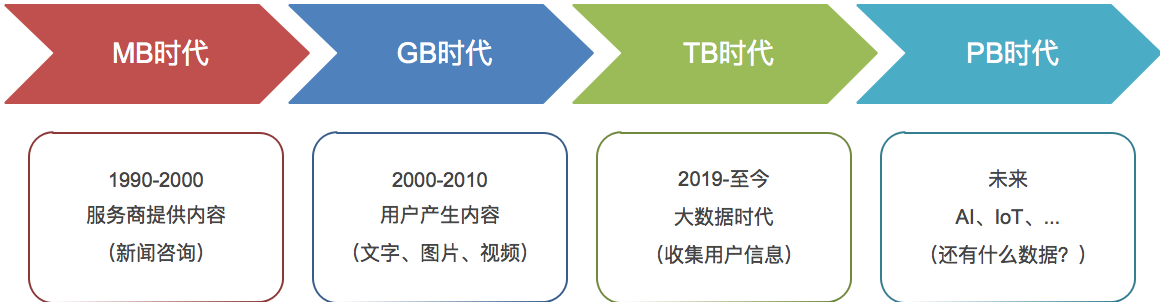 MB时代
GB时代
TB时代
PB时代
1990-2000
服务商提供内容
（新闻咨询）
2000-2010
用户产生内容
（文字、图片、视频）
2019-至今
大数据时代
（收集用户信息）
未来
AI、IoT、...
（还有什么数据？）